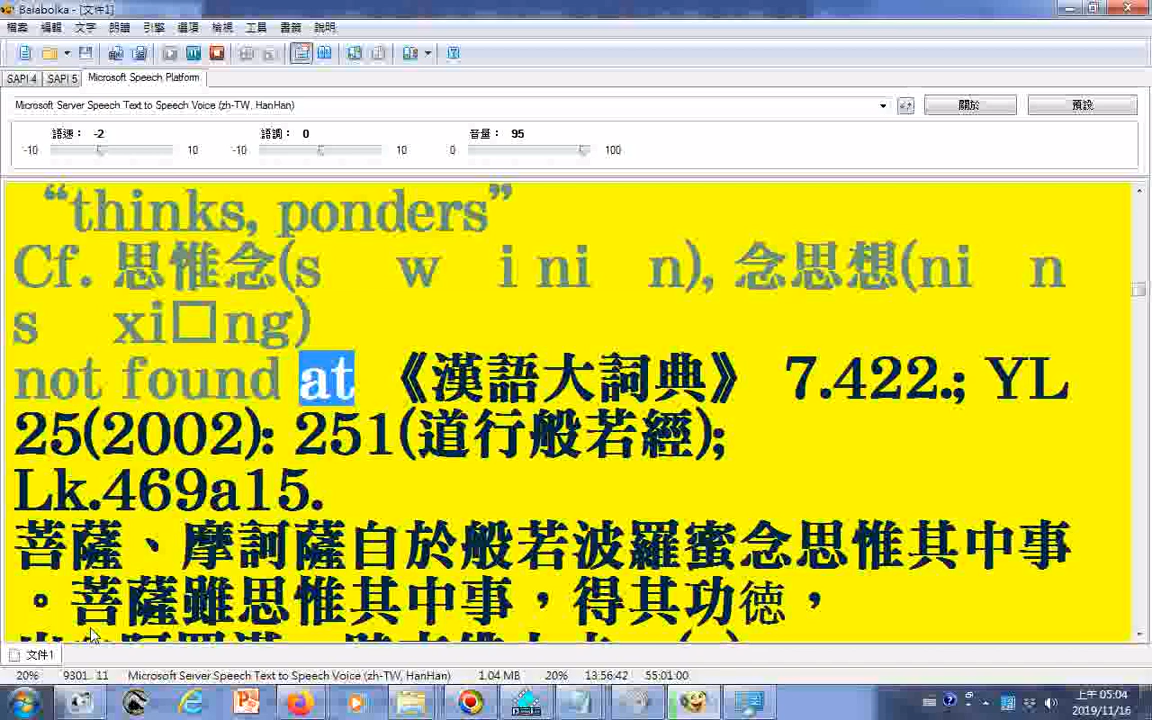 Balabolka - [文件1]
檔案 編輯 文字 朗讀 引擎 選項 檢視 工具 書籤 說明
SAPI 4 SAPI 5 Microsoft Speech Platform
Microsoft Server Speech Text to Speech Voice (zh-TW, HanHan) 關於 預設
語速: -2 語調: 0 音量: 95
-10 10 -10 10 0 100
“thinks, ponders”
Cf. 思惟念(s w i ni n), 念思想(ni n
s xi□ng)
not found at 《漢語大詞典》 7.422.; YL
25(2002): 251(道行般若經);
Lk.469a15.
菩薩、摩訶薩自於般若波羅蜜念思惟其中事
。菩薩雖思惟其中事，得其功徳，
文件1
20% 9301: 11 Microsoft Server Speech Text to Speech Voice (zh-TW, HanHan) 1.04 MB 20% 13:56:42 55:01:00
上午 05:04
2019/11/16